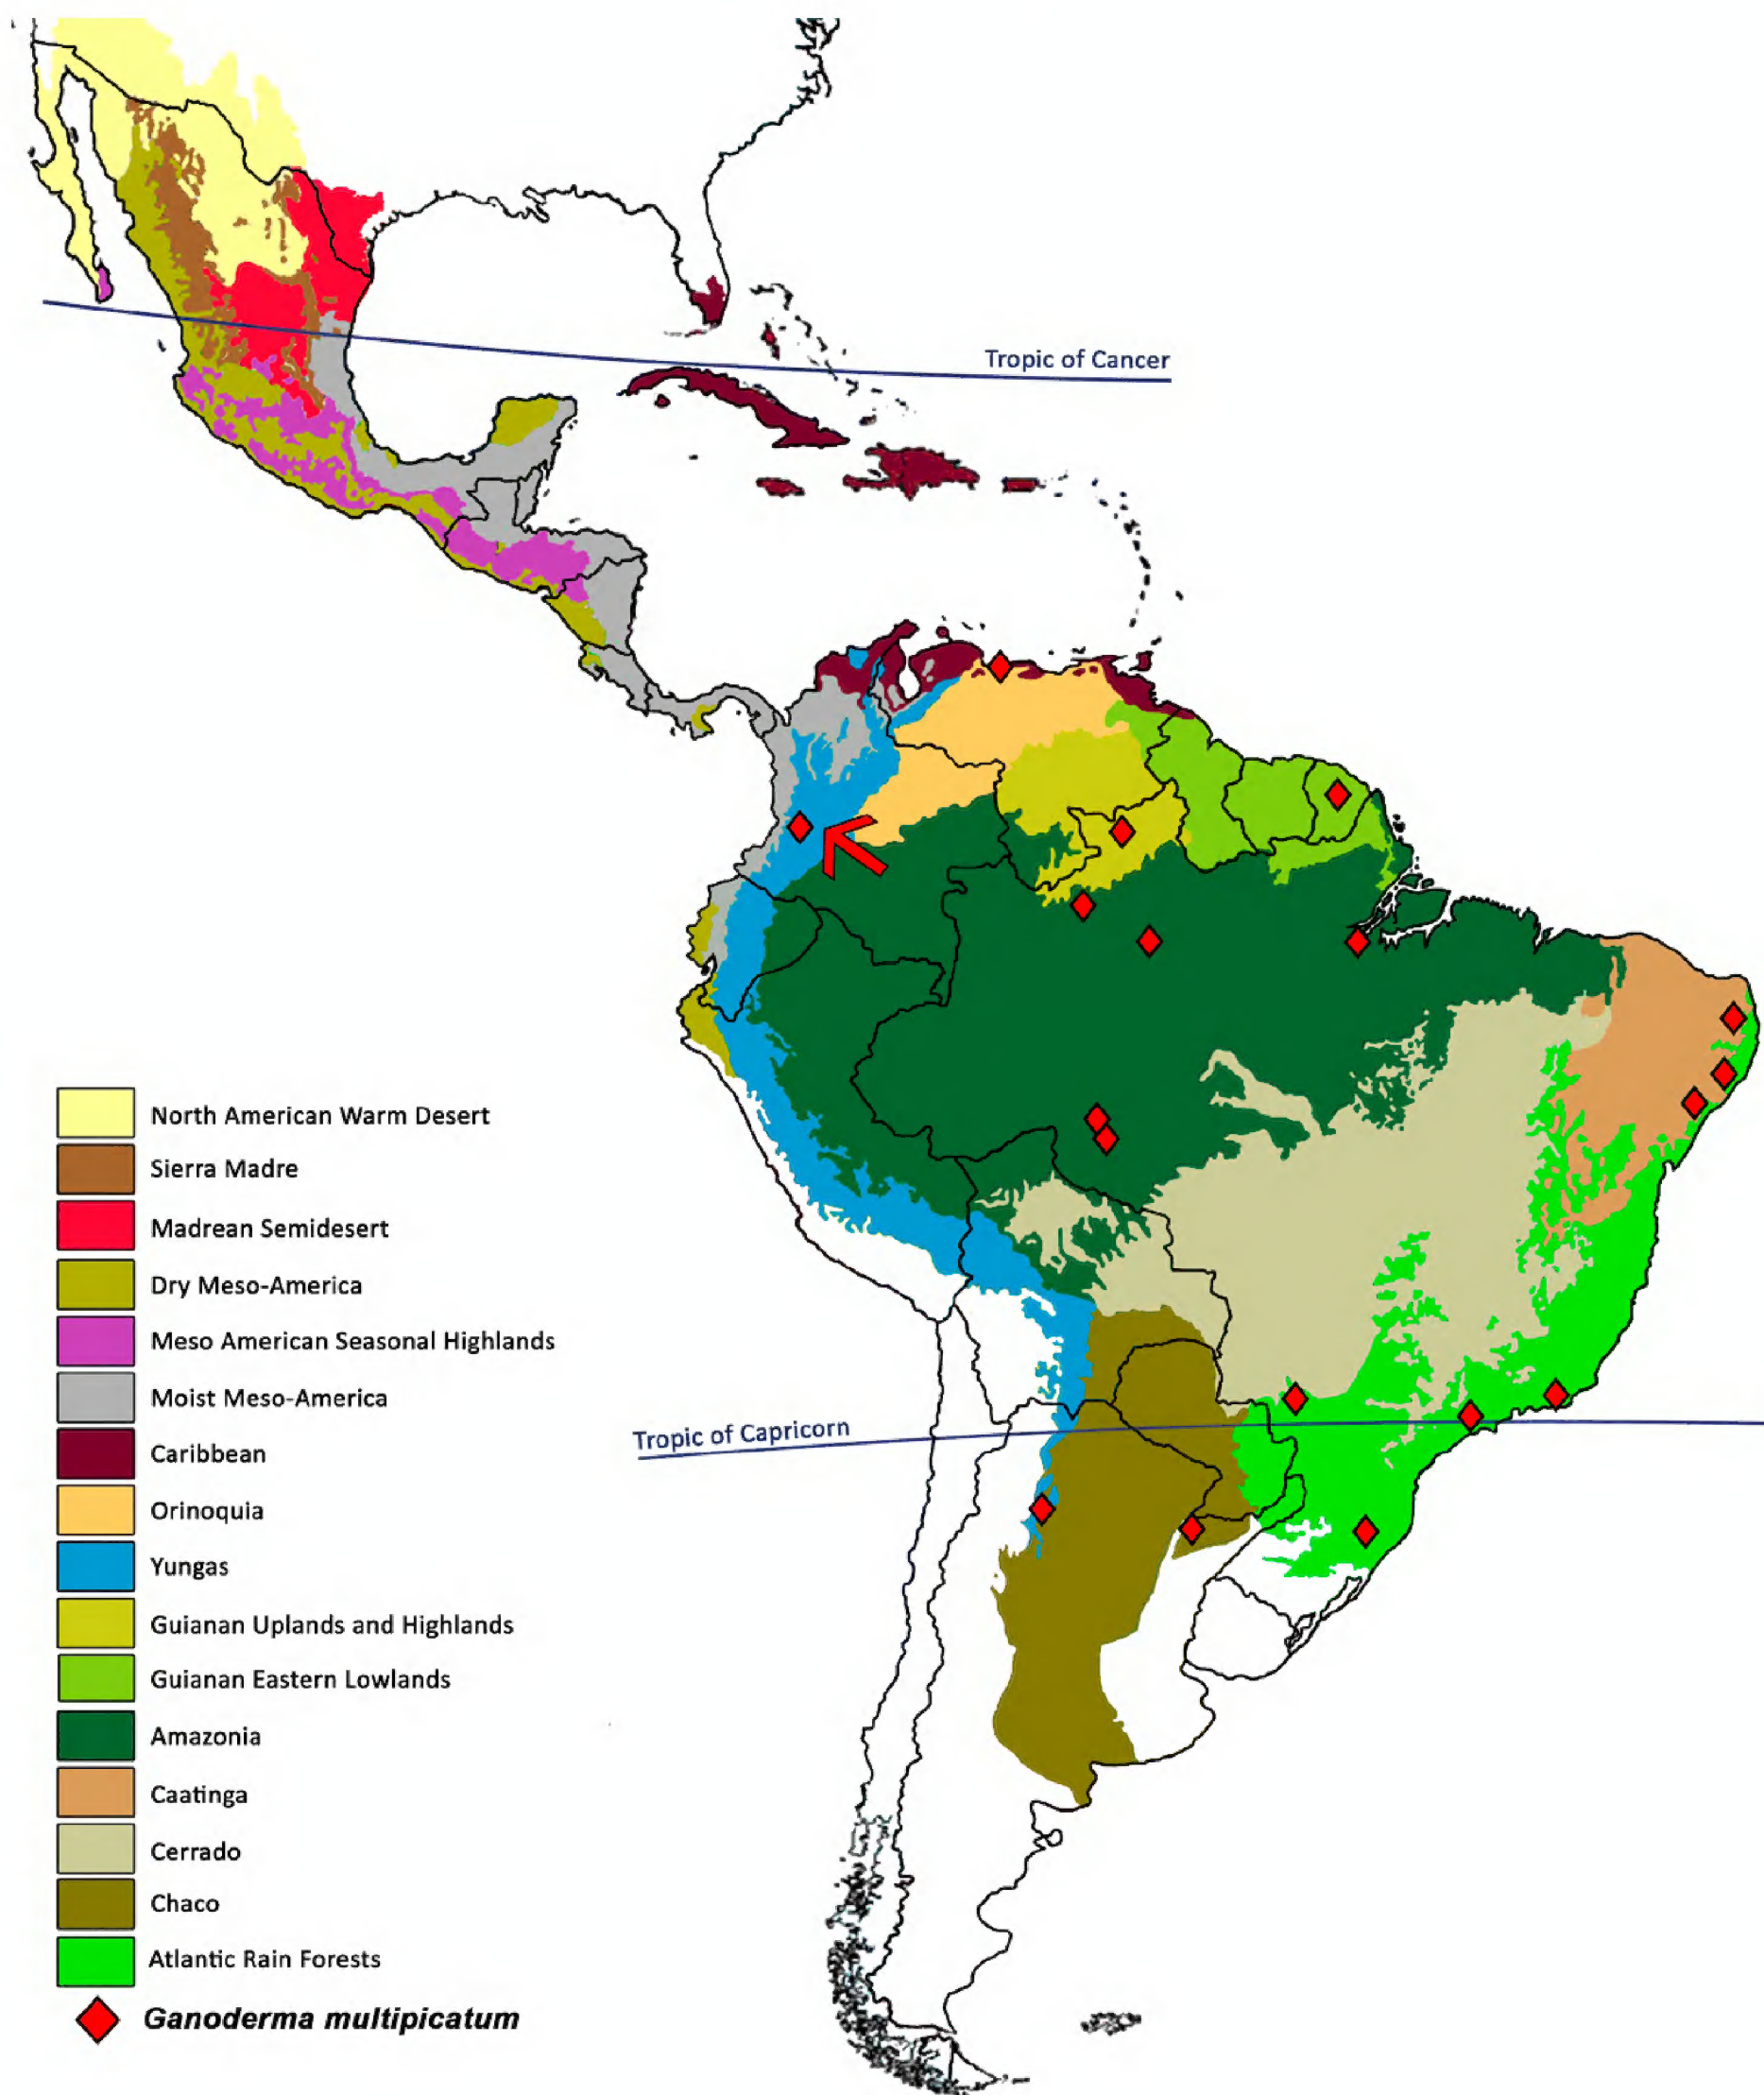 Tropic of Cancer
Tropic of Capricorn
North American Warm Desert
Sierra Madre
Madrean Semidesert
Dry Meso-America
Meso American Seasonal Highlands
Moist Meso-America
Caribbean
Orinoquia
Yungas
Guianan Uplands and Highlands
Guianan Eastern Lowlands
Amazonia
Caatinga
Cerrado
Chaco
Atlantic Rain Forests
Ganoderma multipicatum